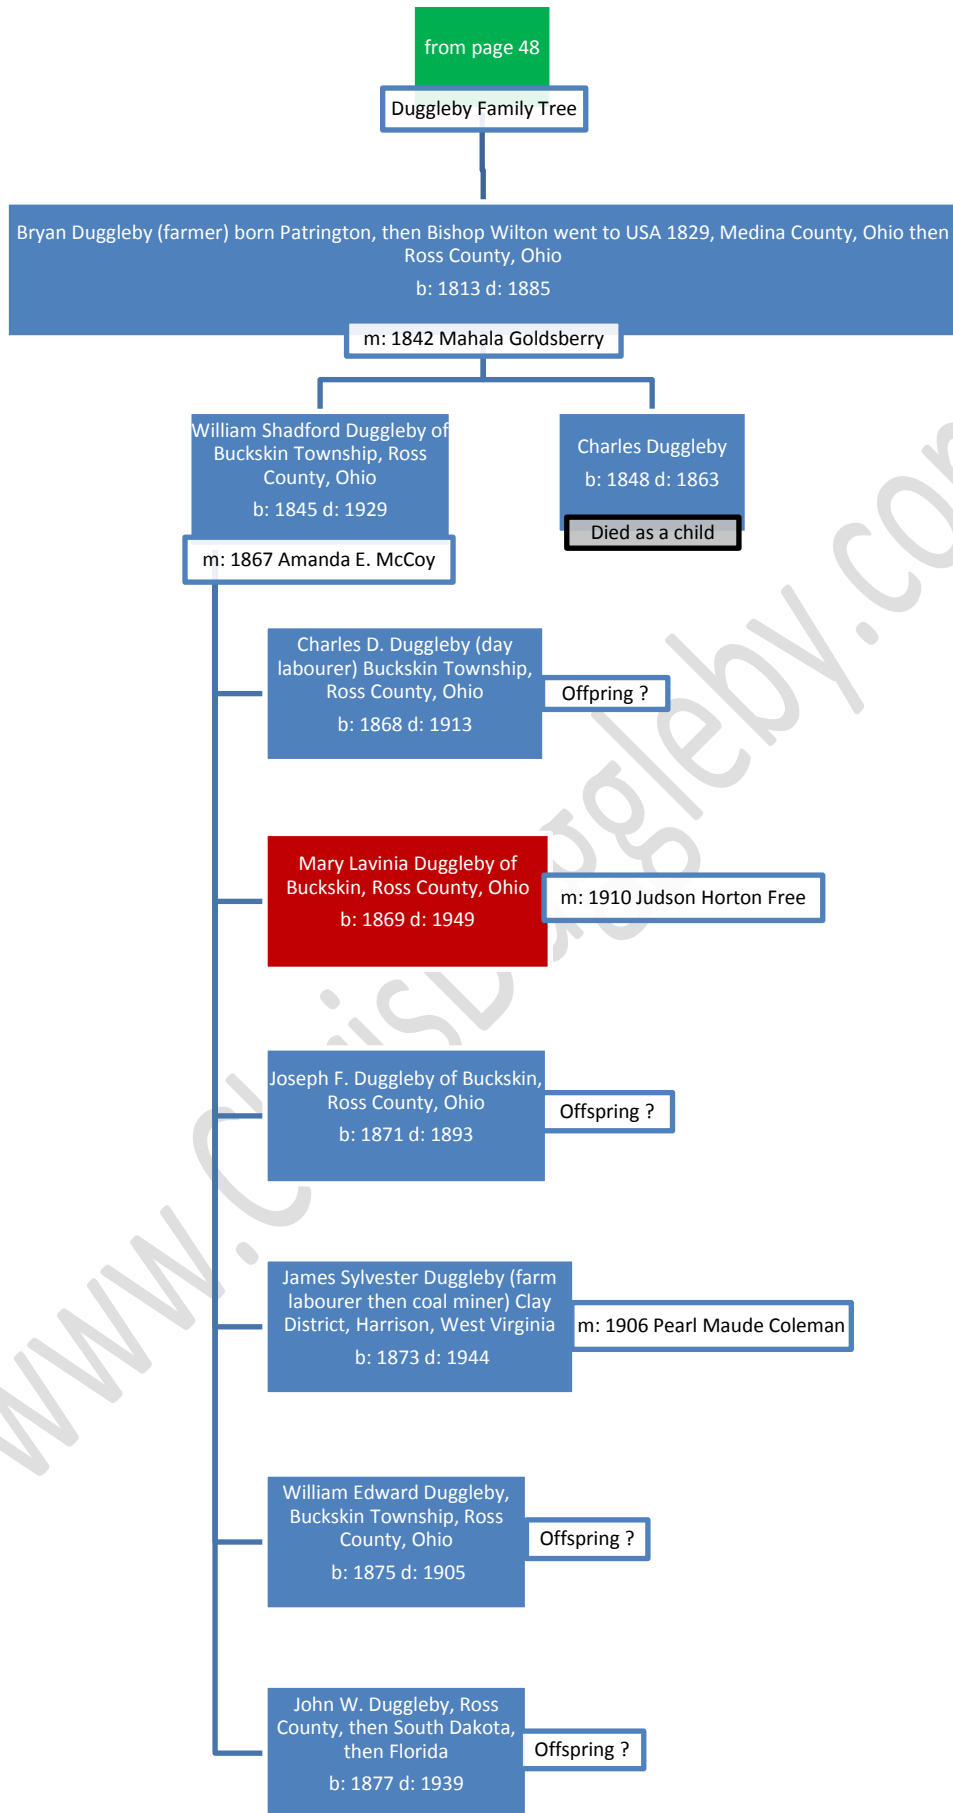 from page 48
Duggleby Family Tree
Bryan Duggleby (farmer) born Patrington, then Bishop Wilton went to USA 1829, Medina County, Ohio then
Ross County, Ohio
b: 1813 d: 1885
m: 1842 Mahala Goldsberry
William Shadford Duggleby of
Buckskin Township, Ross
County, Ohio
b: 1845 d: 1929
m: 1867 Amanda E. McCoy
Charles Duggleby
b: 1848 d: 1863
Died as a child
Charles D. Duggleby (day
labourer) Buckskin Township,
Ross County, Ohio
b: 1868 d: 1913
Offpring ?
Mary Lavinia Duggleby of
Buckskin, Ross County, Ohio
b: 1869 d: 1949
m: 1910 Judson Horton Free
Joseph F. Duggleby of Buckskin,
Ross County, Ohio
b: 1871 d: 1893
Offspring ?
James Sylvester Duggleby (farm
labourer then coal miner) Clay
District, Harrison, West Virginia
b: 1873 d: 1944
m: 1906 Pearl Maude Coleman
William Edward Duggleby,
Buckskin Township, Ross
County, Ohio
b: 1875 d: 1905
Offspring ?
John W. Duggleby, Ross
County, then South Dakota,
then Florida
b: 1877 d: 1939
Offspring ?
www.ChrisDuggleby.com